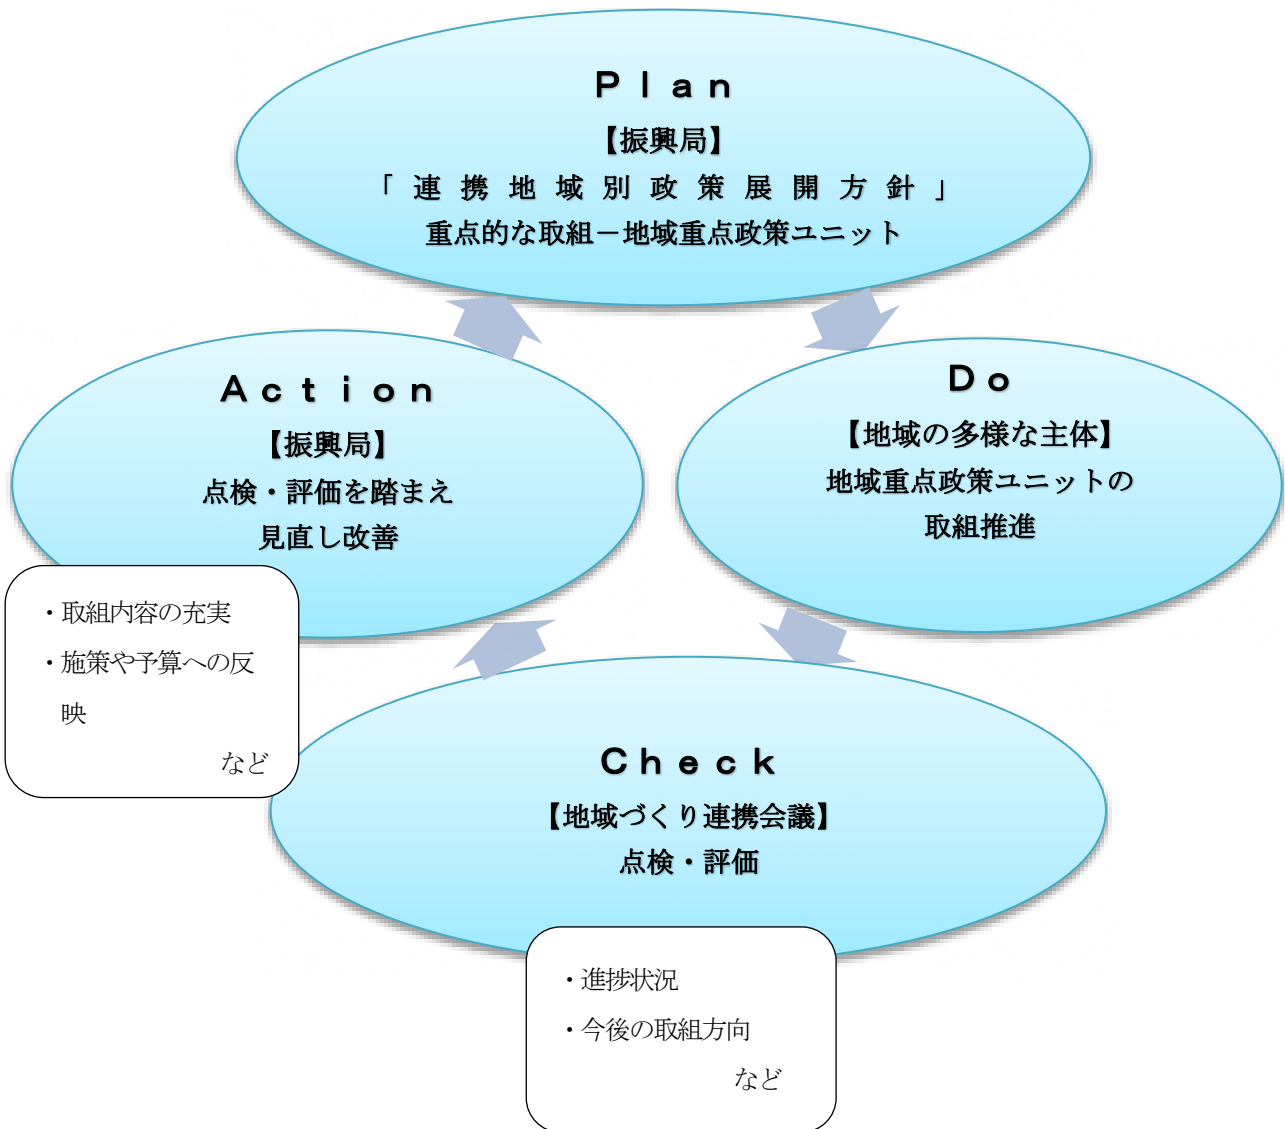 Ｐｌａｎ
【振興局】
「連携地域別政策展開方針」
重点的な取組－地域重点政策ユニット
Ａｃｔｉｏｎ
【振興局】
点検・評価を踏まえ
見直し改善
・取組内容の充実
・施策や予算への反
映
など
Ｄｏ
【地域の多様な主体】
地域重点政策ユニットの
取組推進
Ｃｈｅｃｋ
【地域づくり連携会議】
点検・評価
・進捗状況
・今後の取組方向
など